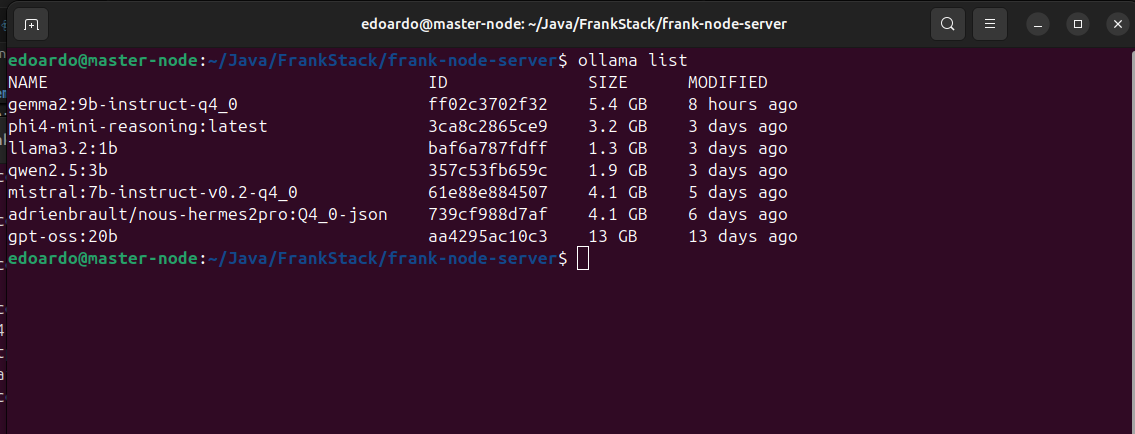 edoardo@master-node: ~/Java/FrankStack/frank-node-server
edoardo@master-node:~/Java/FrankStack/frank-node-server$ ollama list
NAME ID SIZE MODIFIED
gemma2:9b-instruct-q4_0 ff02c3702f32 5.4 GB 8 hours ago
phi4-mini-reasoning:latest 3ca8c2865ce9 3.2 GB 3 days ago
llama3.2:1b baf6a787fdff 1.3 GB 3 days ago
qwen2.5:3b 357c53fb659c 1.9 GB 3 days ago
mistral:7b-instruct-v0.2-q4_0 61e88e884507 4.1 GB 5 days ago
adrienbrault/nous-hermes2pro:Q4_0-json 739cf988d7af 4.1 GB 6 days ago
gpt-oss:20b aa4295ac10c3 13 GB 13 days ago
edoardo@master-node:~/Java/FrankStack/frank-node-server$